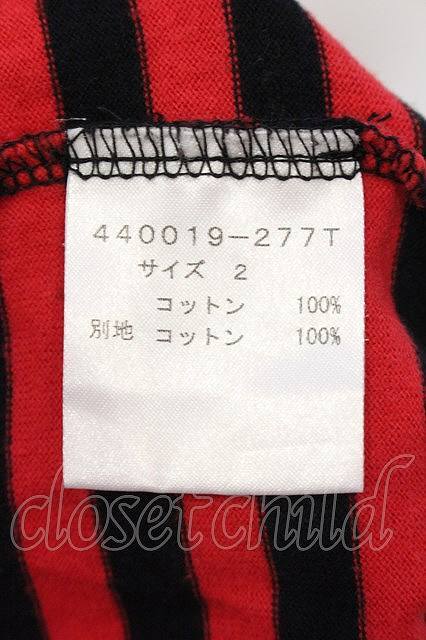 440019-277T
サイズ 2
コットン 100%
別地 コットン 100%
closetchild